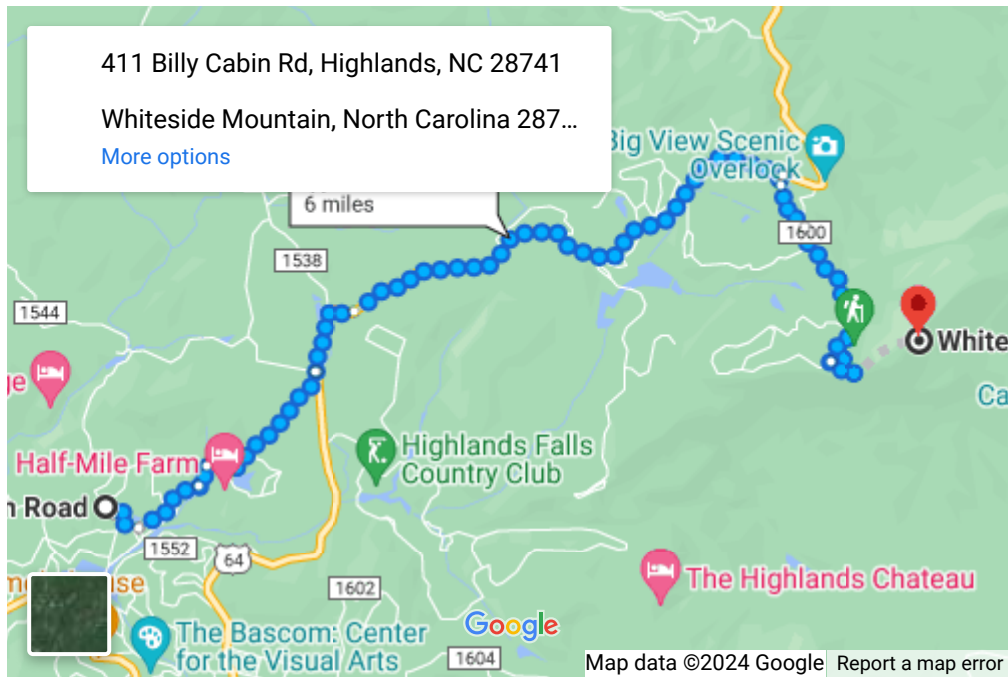 411 Billy Cabin Rd, Highlands, NC 28741
Whiteside Mountain, North Carolina 287...
More options
Big View Scenic
Overlook
6 miles
1600
1538
1544
White
Highlands Falls
Country Club
Half-Mile Farm
Road
1552
64
1602
The Highlands Chateau
Google
The Bascom: Center
for the Visual Arts
1604
Map data ©2024 Google
Report a map error